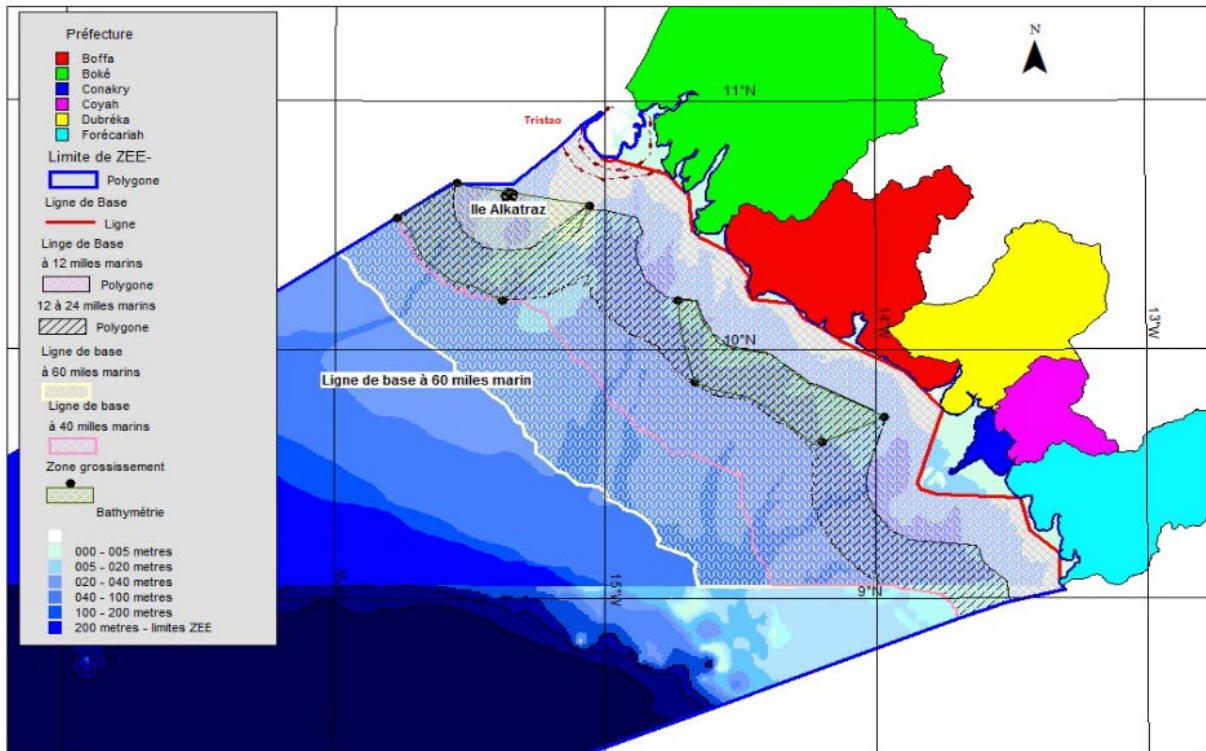 Préfecture
Boffa
Boké
Conakry
Coyah
Dubréka
Forécariah
Limite de ZEE-
Polygone
Ligne de Base
Ligne
Linge de Base
à 12 miles marins
Polygone
12 à 24 milles marins
Polygone
Ligne de base
à 60 miles marins
Ligne de base
à 40 milles marins
Zone grossissement
Bathymétrie
000 - 005 metres
005 - 020 metres
020 - 040 metres
040 - 100 metres
100 - 200 metres
200 metres - limites ZEE
N
11°N
Tristao
Ile Alkatraz
10°N
14°W
13°W
Ligne de base à 60 miles marin
15°W
9°N